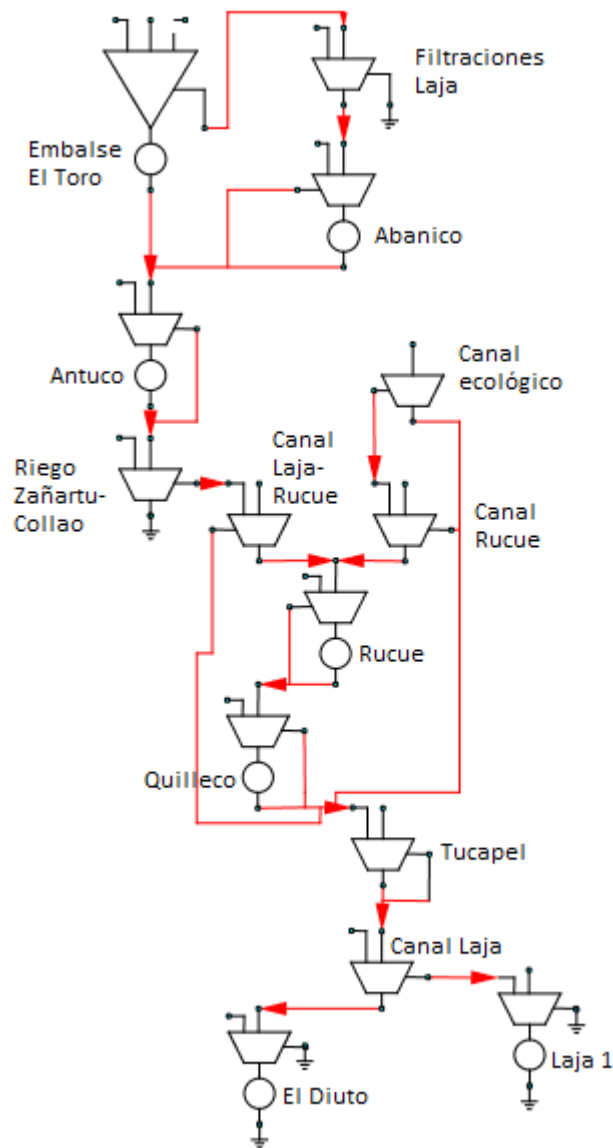 Filtraciones
Laja
Embalse
El Toro
Abanico
Antuco
Canal
ecológico
Riego
Zañartu-
Collao
Canal
Laja-
Rucue
Canal
Rucue
Rucue
Quilleco
Tucapel
Canal Laja
El Diuto
Laja 1